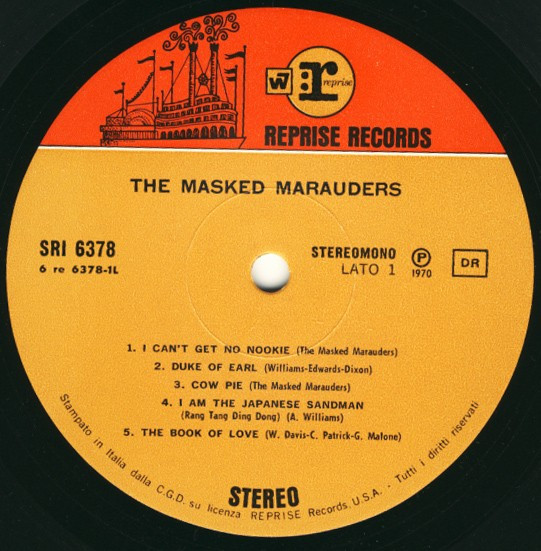 W7
r
reprise
REPRISE RECORDS
THE MASKED MARAUDERS
SRI 6378
6 re 6378-1L
STEREOMONO
LATO 1
P
1970
DR
1. I CAN'T GET NO NOOKIE (The Masked Marauders)
2. DUKE OF EARL (Williams-Edwards-Dixon)
3. COW PIE (The Masked Marauders)
4. I AM THE JAPANESE SANDMAN
(Rang Tang Ding Dong) (A. Williams)
5. THE BOOK OF LOVE (W. Davis-C. Patrick-G. Malone)
STEREO
Stampato in Italia dalla C.G.D. su licenza REPRISE Records. U.S.A. - Tutti i diritti riservati